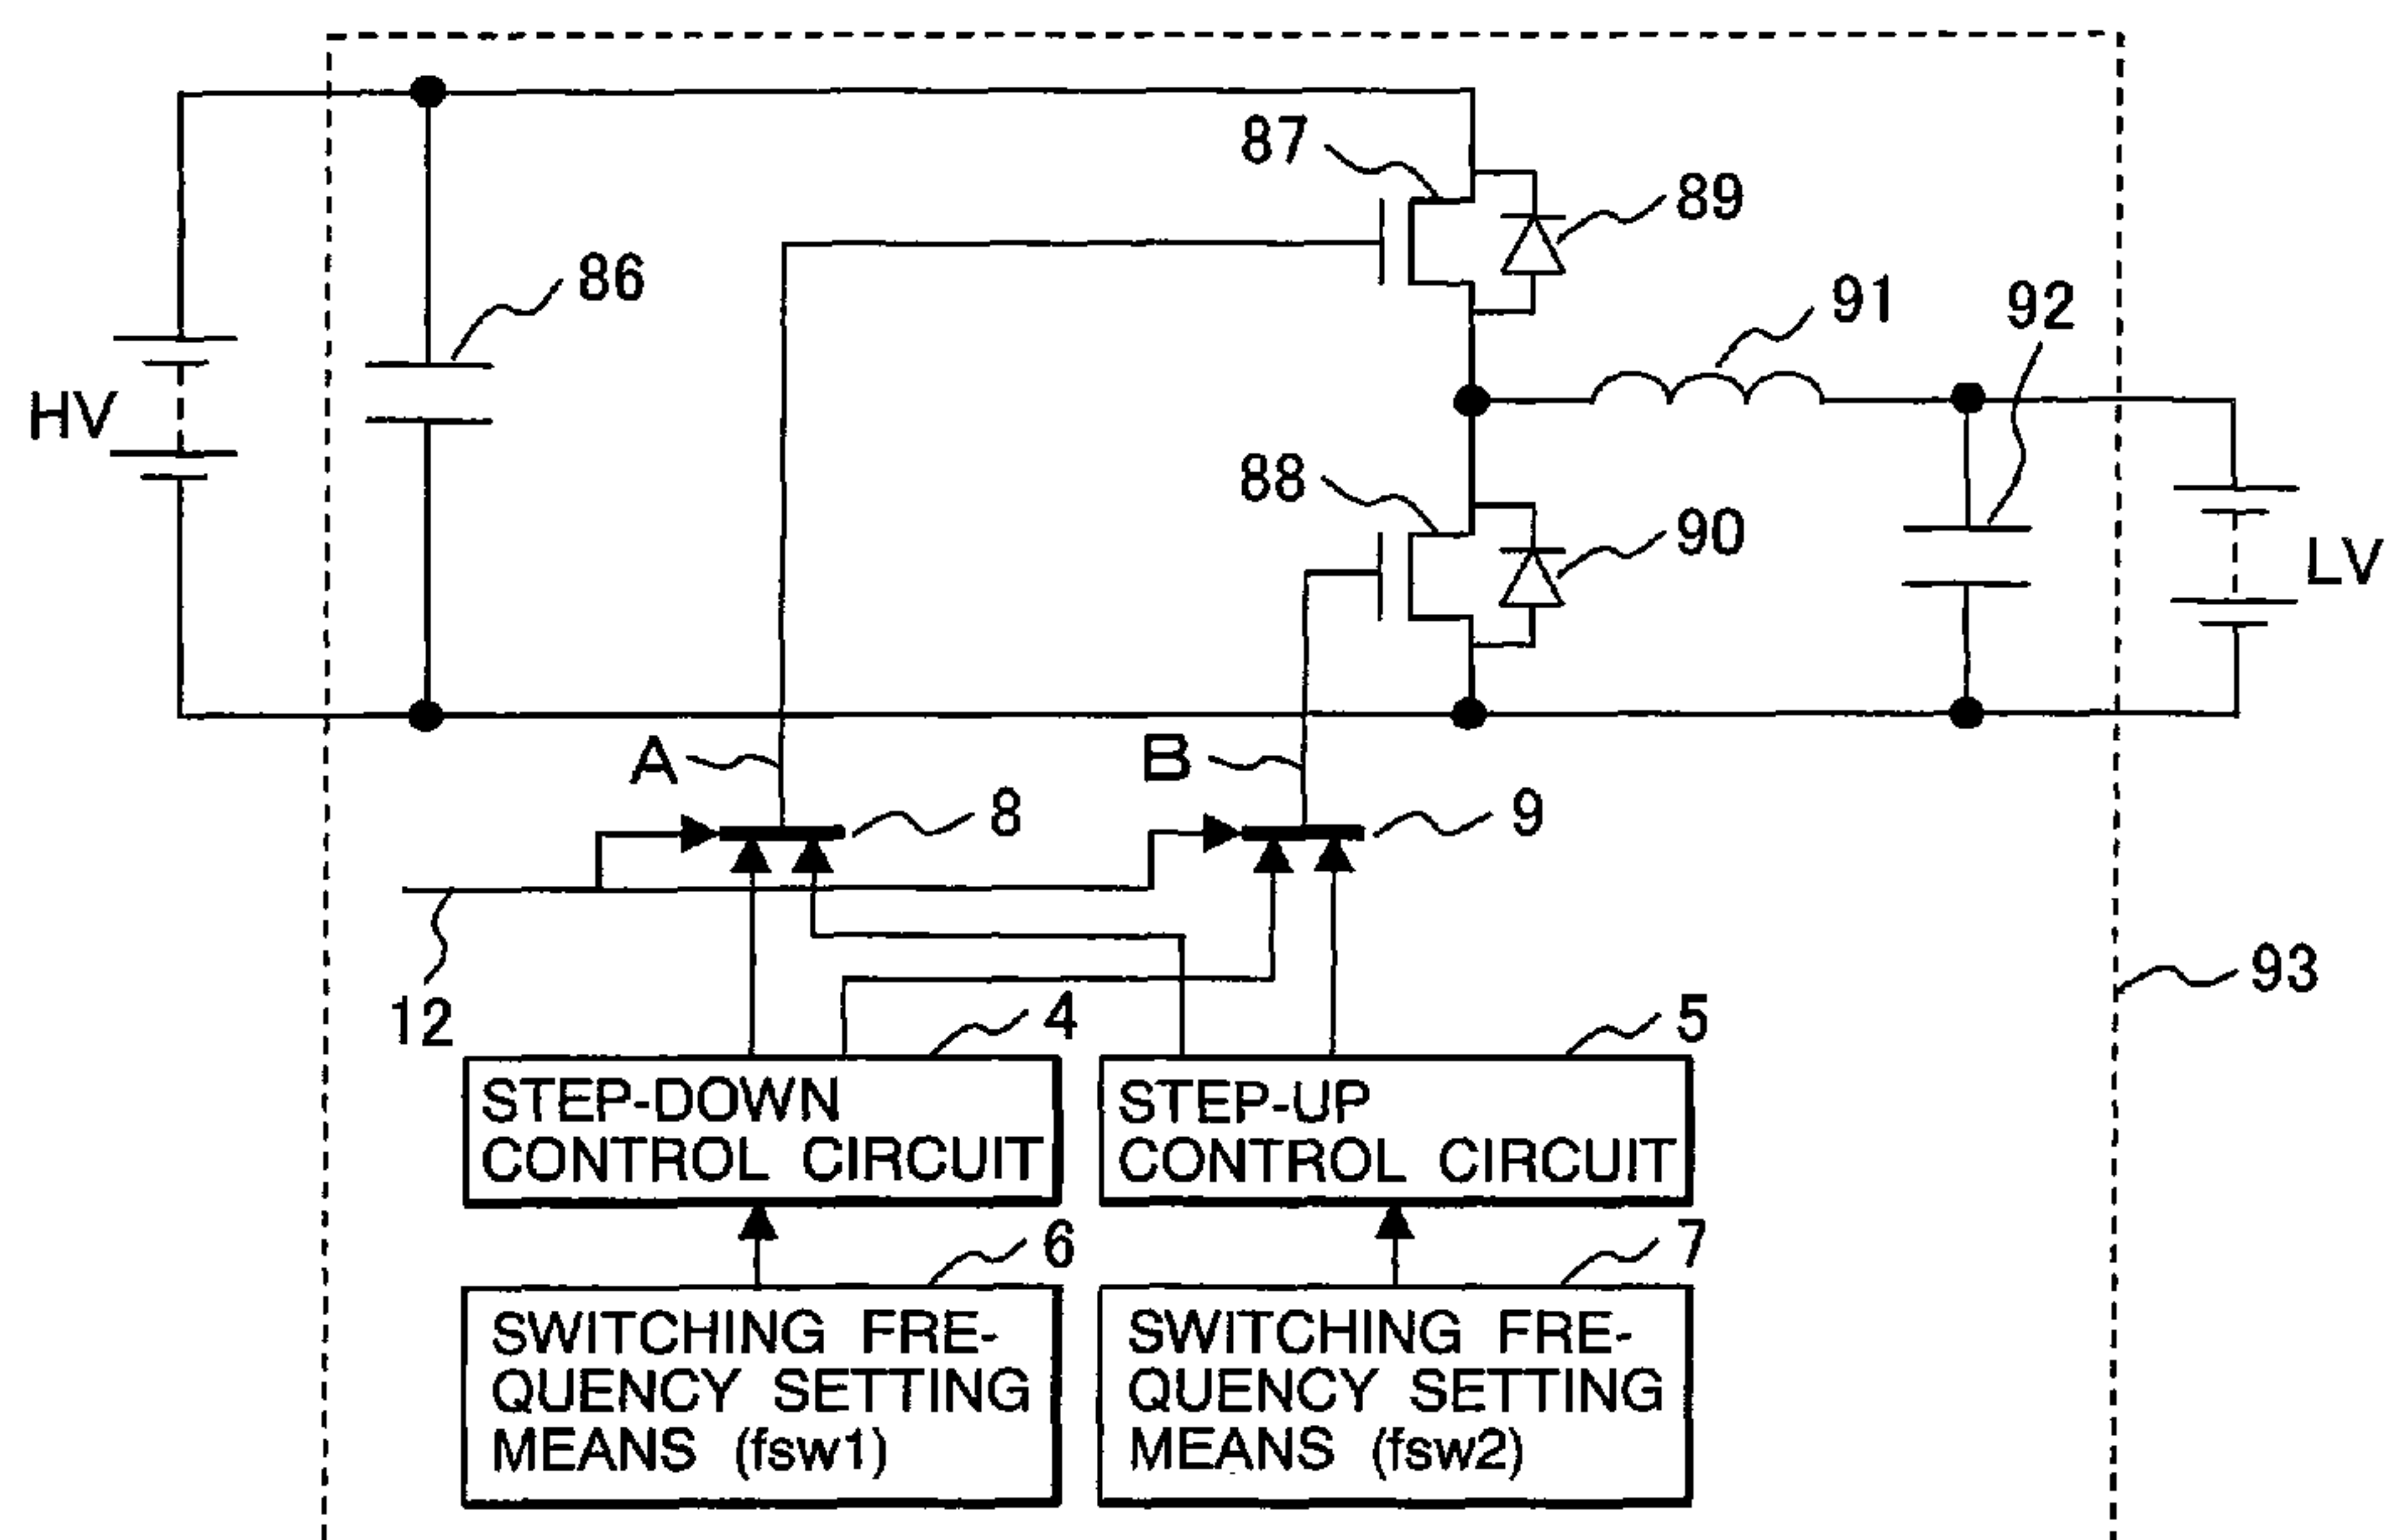 87
89
86
91
92
HV
88
90
LV
A
B
8
9
12
93
4
5
STEP-DOWN
CONTROL CIRCUIT
STEP-UP
CONTROL CIRCUIT
6
7
SWITCHING FRE-
QUENCY SETTING
MEANS (fsw1)
SWITCHING FRE-
QUENCY SETTING
MEANS (fsw2)